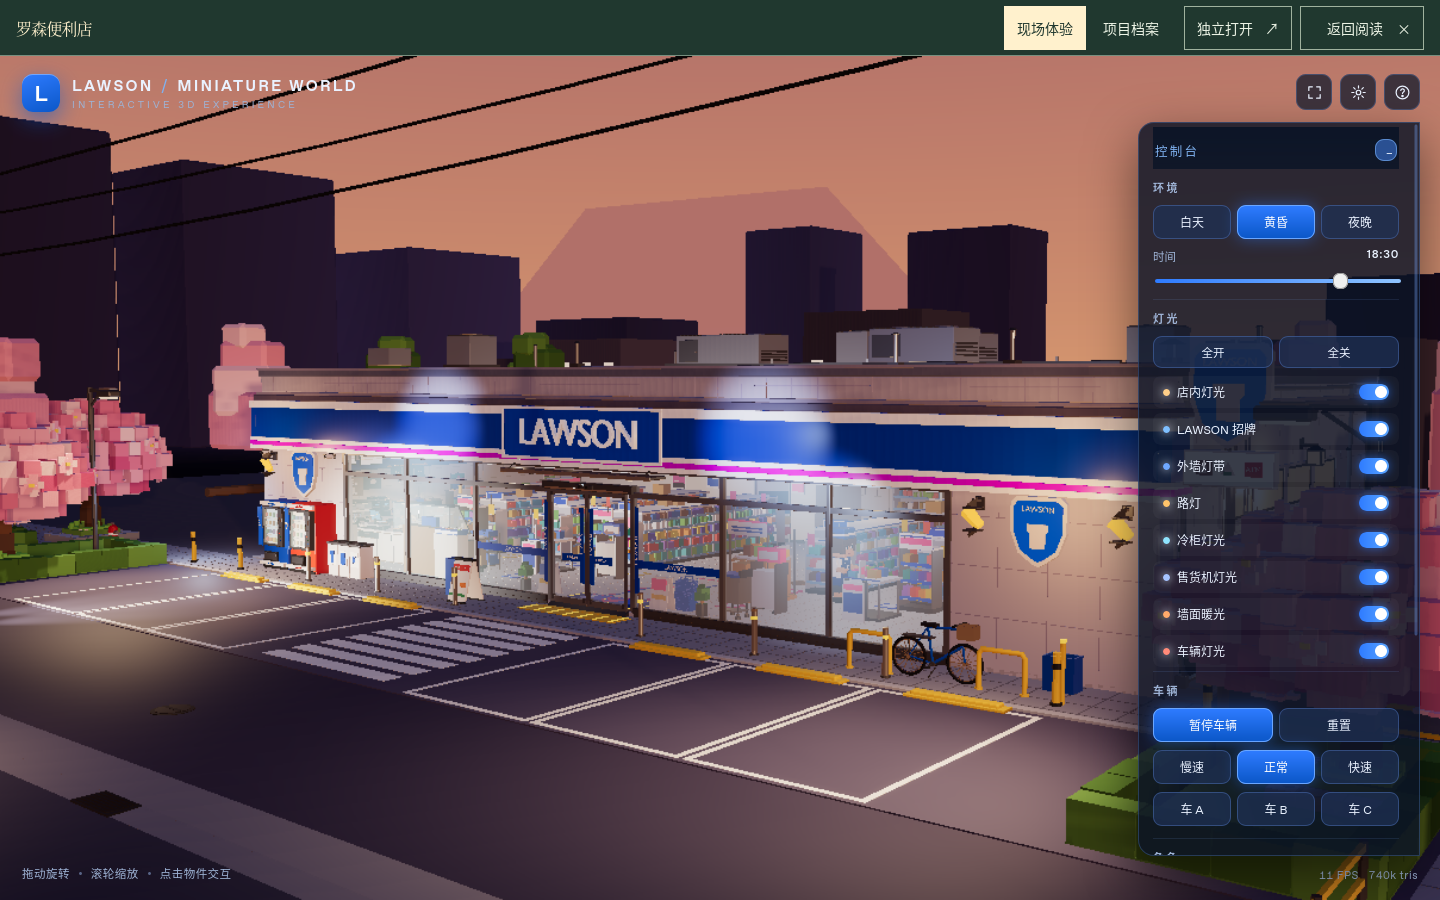 罗森便利店
现场体验
项目档案
独立打开 ↗
返回阅读 ×
L
LAWSON / MINIATURE WORLD
INTERACTIVE 3D EXPERIENCE
控制台
环境
白天
黄昏
夜晚
时间
18:30
灯光
全开
全关
店内灯光
LAWSON 招牌
外墙灯带
路灯
冷柜灯光
售货机灯光
墙面暖光
车辆灯光
车辆
暂停车辆
重置
慢速
正常
快速
车 A
车 B
车 C
LAWSON
LAWSON
拖动旋转 • 滚轮缩放 • 点击物件交互
11 FPS 740k tris